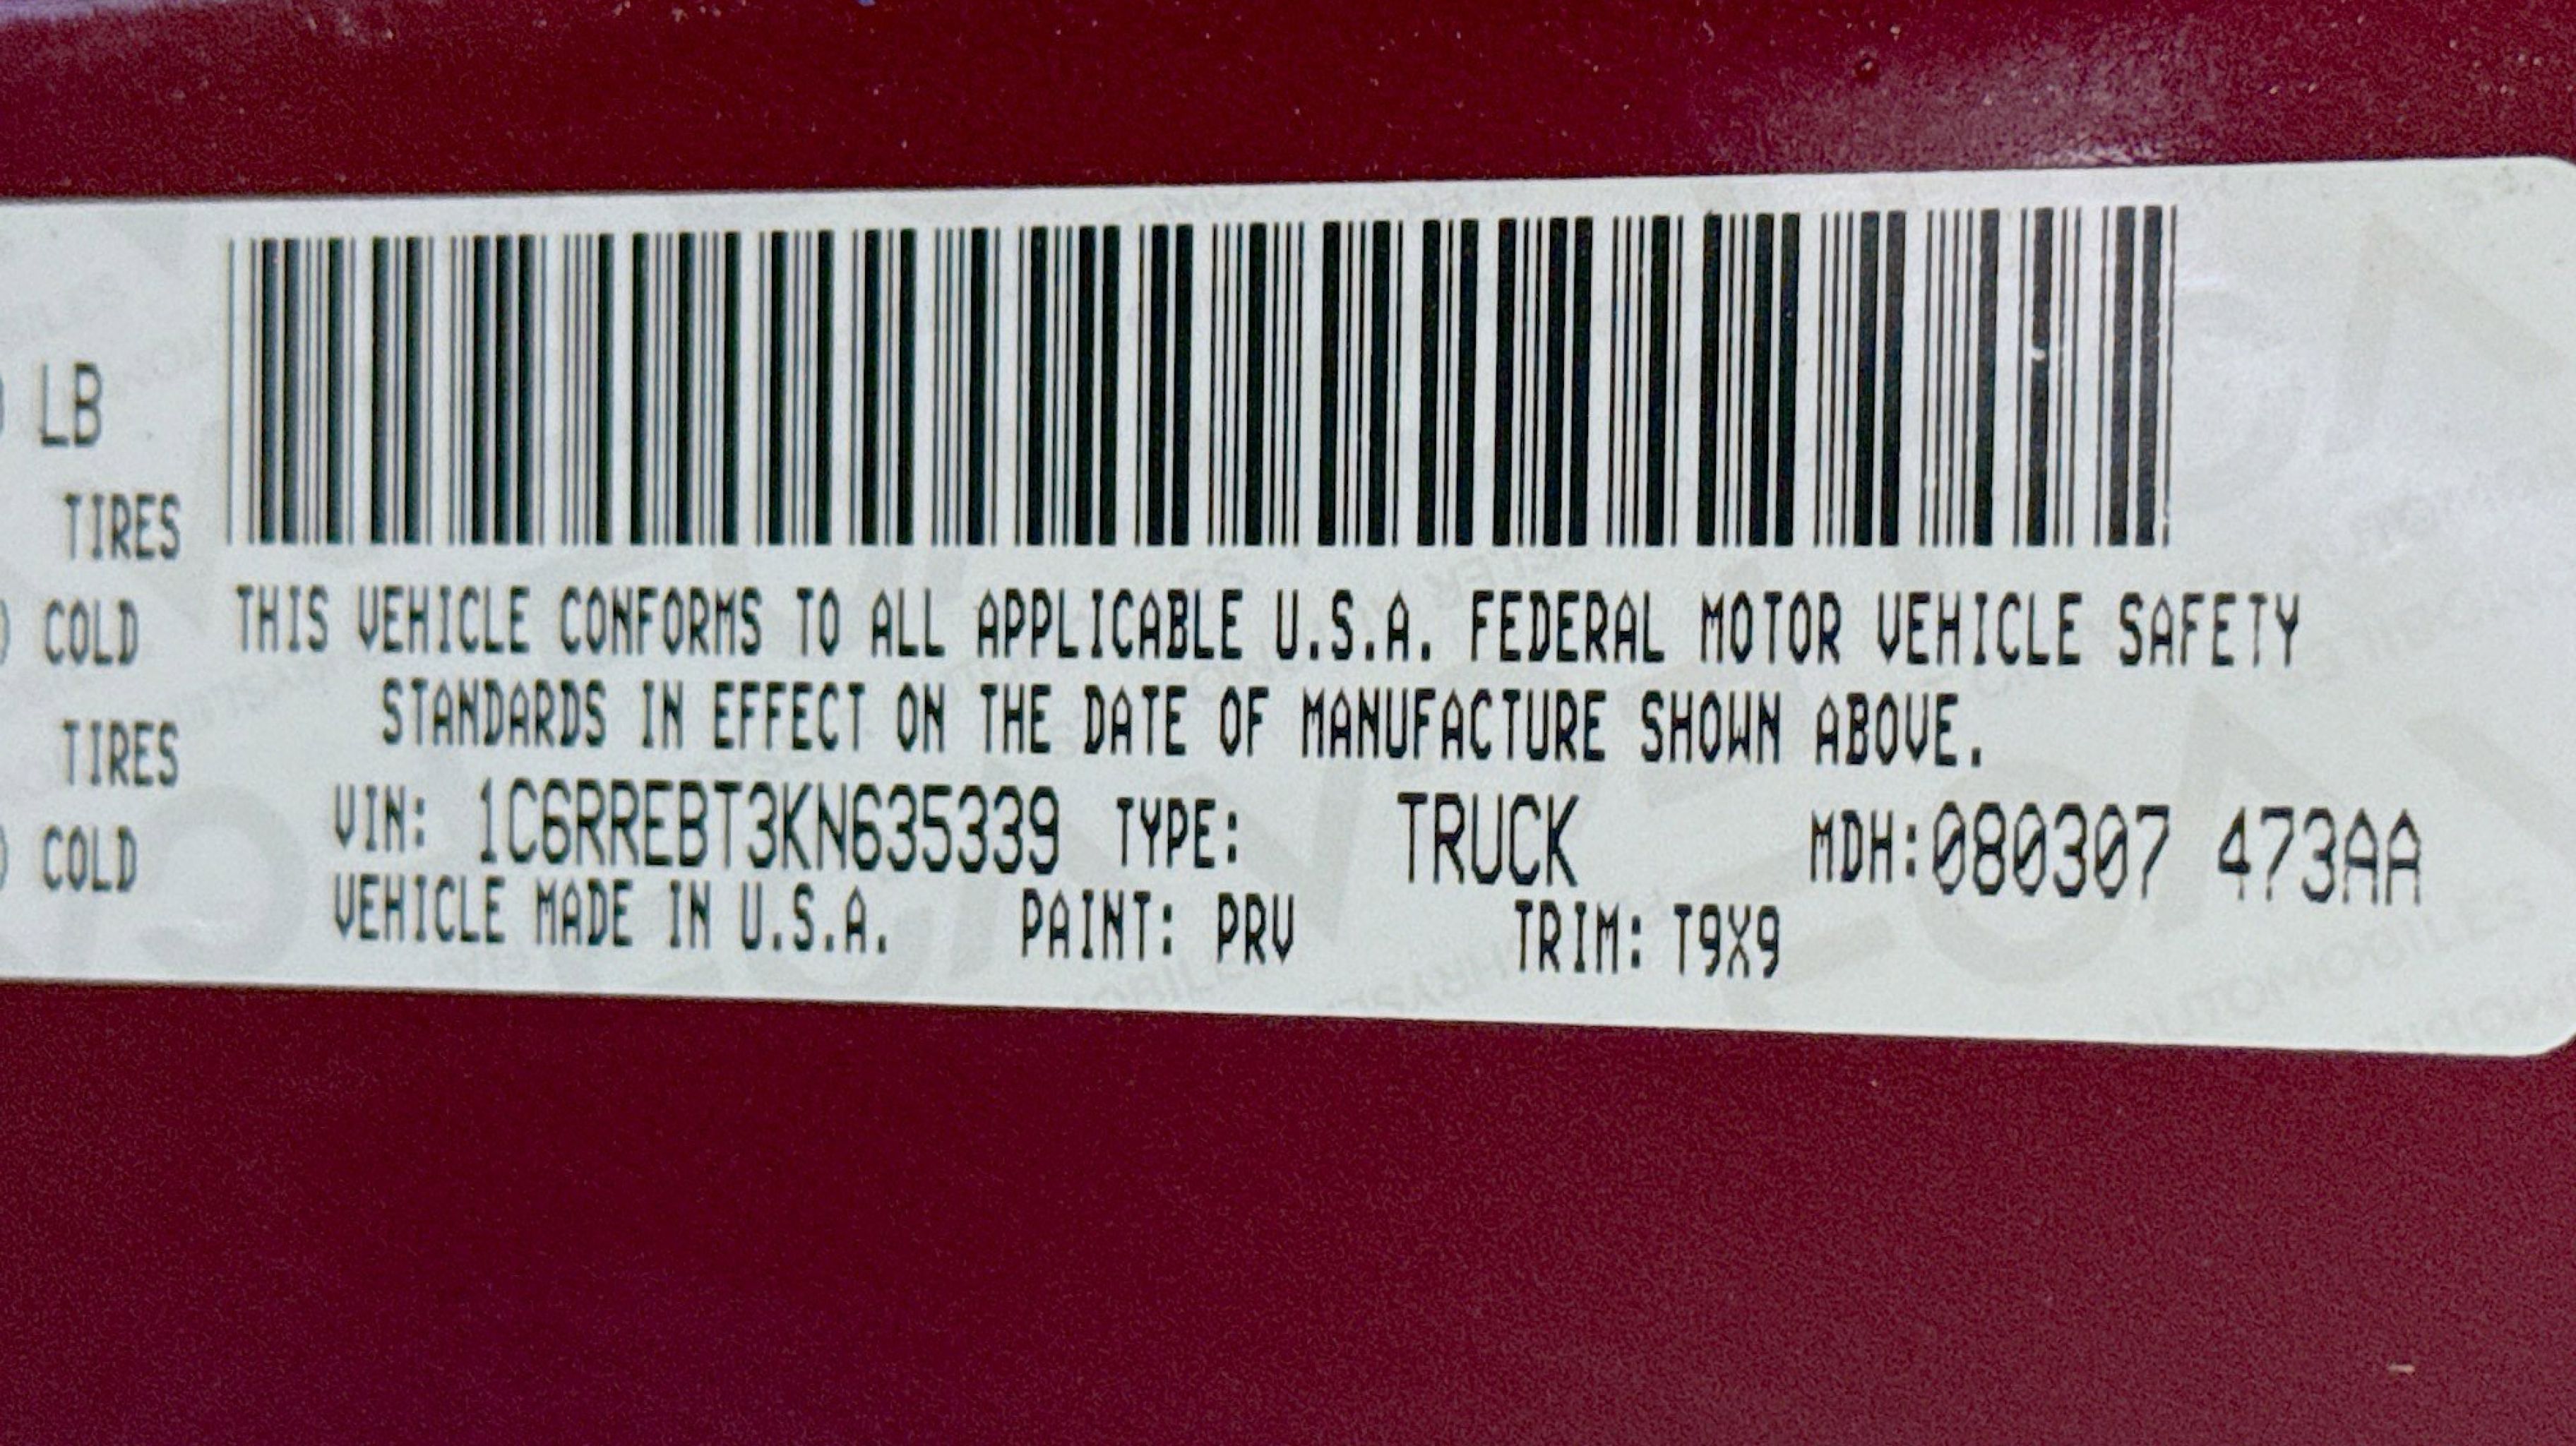 LB
TIRES
COLD
TIRES
COLD
THIS VEHICLE CONFORMS TO ALL APPLICABLE U.S.A. FEDERAL MOTOR VEHICLE SAFETY
STANDARDS IN EFFECT ON THE DATE OF MANUFACTURE SHOWN ABOVE.
VIN: 1C6RREBT3KN635339 TYPE: TRUCK MDH:080307 473AA
VEHICLE MADE IN U.S.A. PAINT: PRV TRIM: T9X9